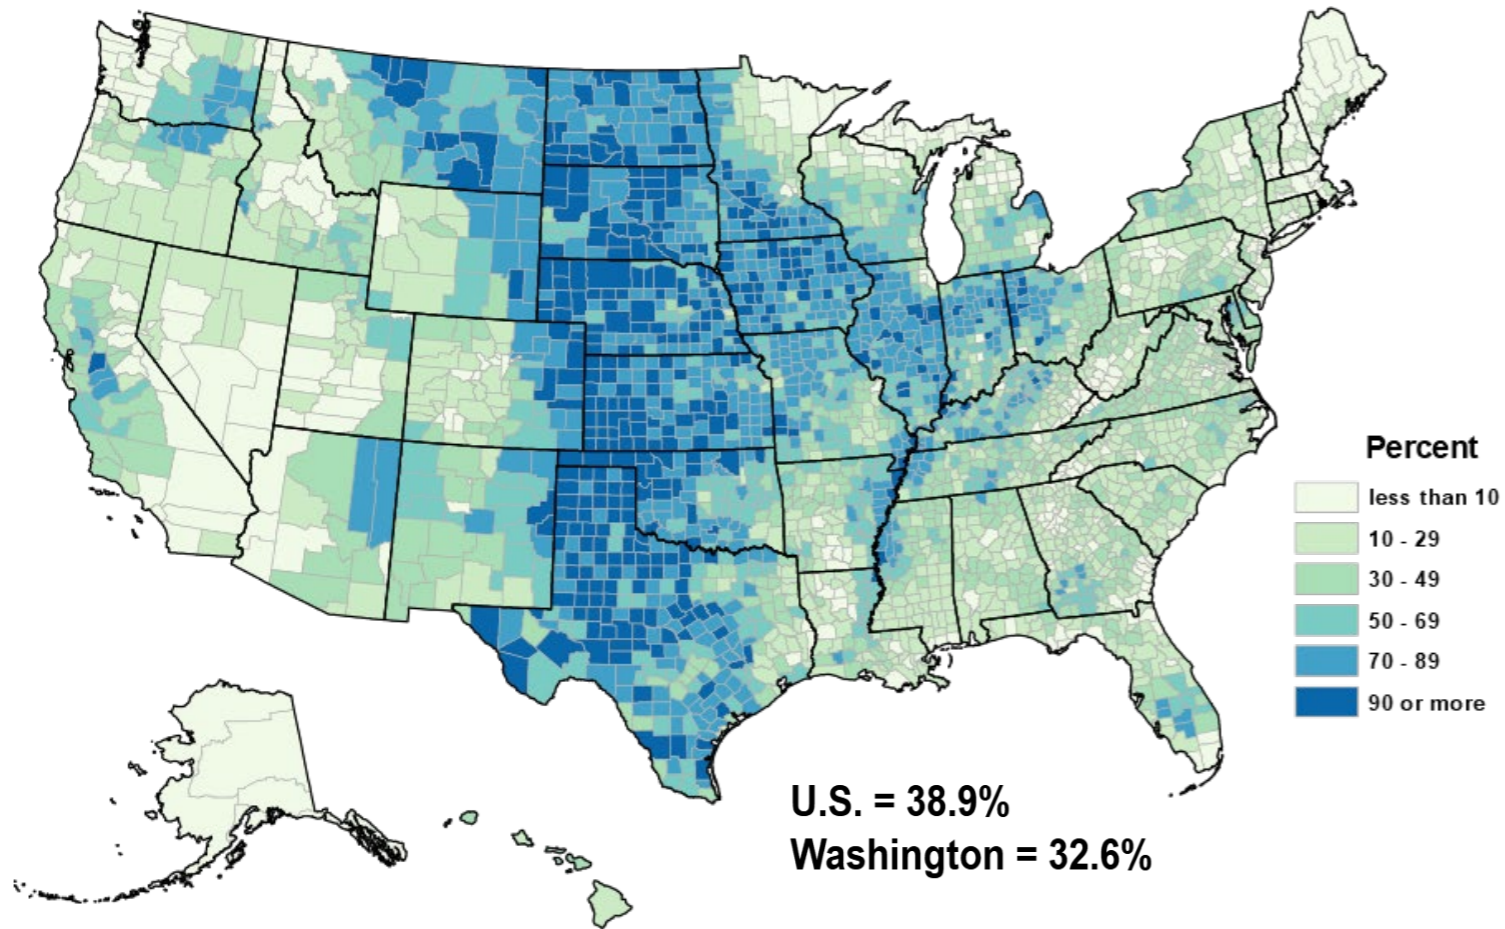 Percent
less than 10
10 - 29
30 - 49
50 - 69
70 - 89
90 or more
U.S. = 38.9%
Washington = 32.6%